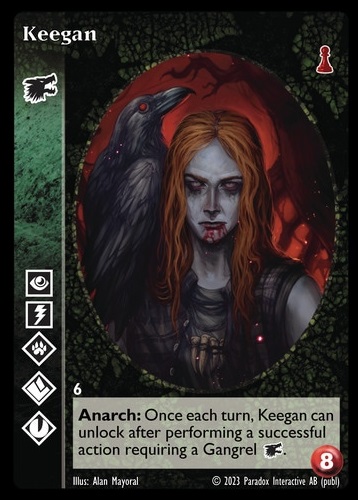 Keegan
6
Anarch: Once each turn, Keegan can
unlock after performing a successful
action requiring a Gangrel .
8
Illus: Alan Mayoral © 2023 Paradox Interactive AB (publ)